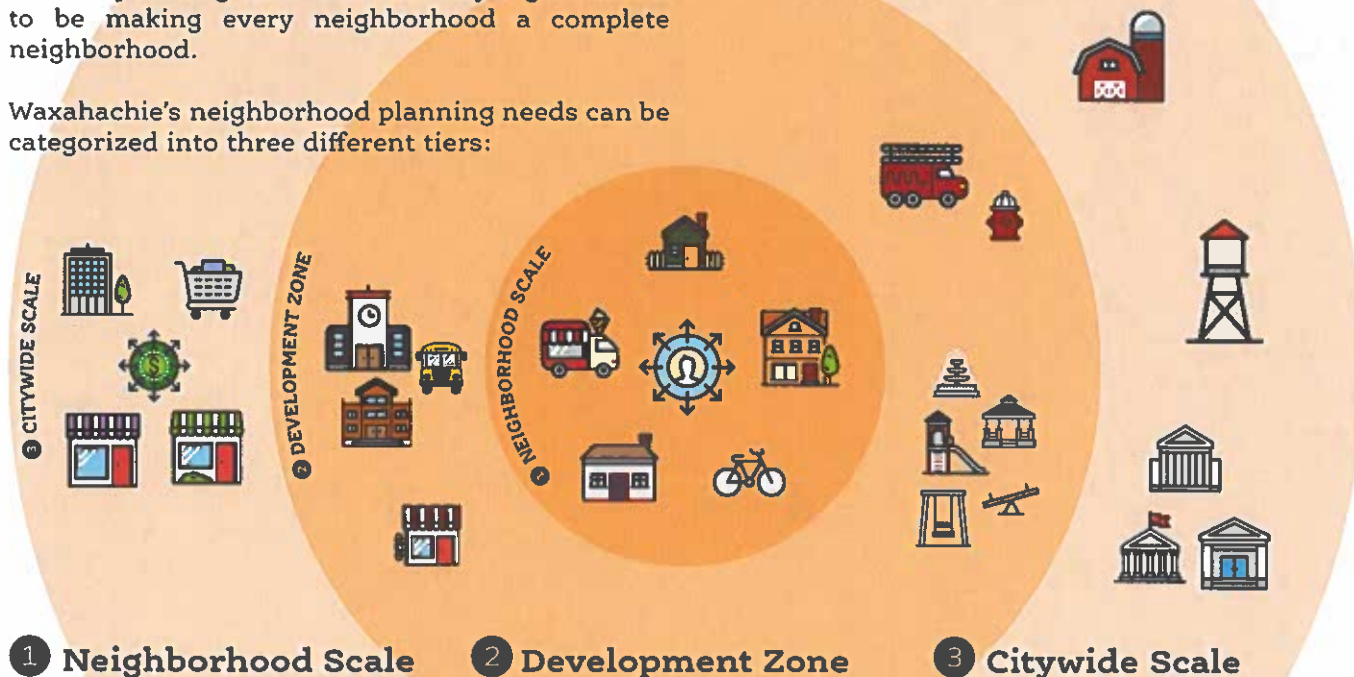 to be making every neighborhood a complete
neighborhood.
Waxahachie's neighborhood planning needs can be
categorized into three different tiers:
3 CITYWIDE SCALE
2 DEVELOPMENT ZONE
1 NEIGHBORHOOD SCALE
$
1 Neighborhood Scale
2 Development Zone
3 Citywide Scale